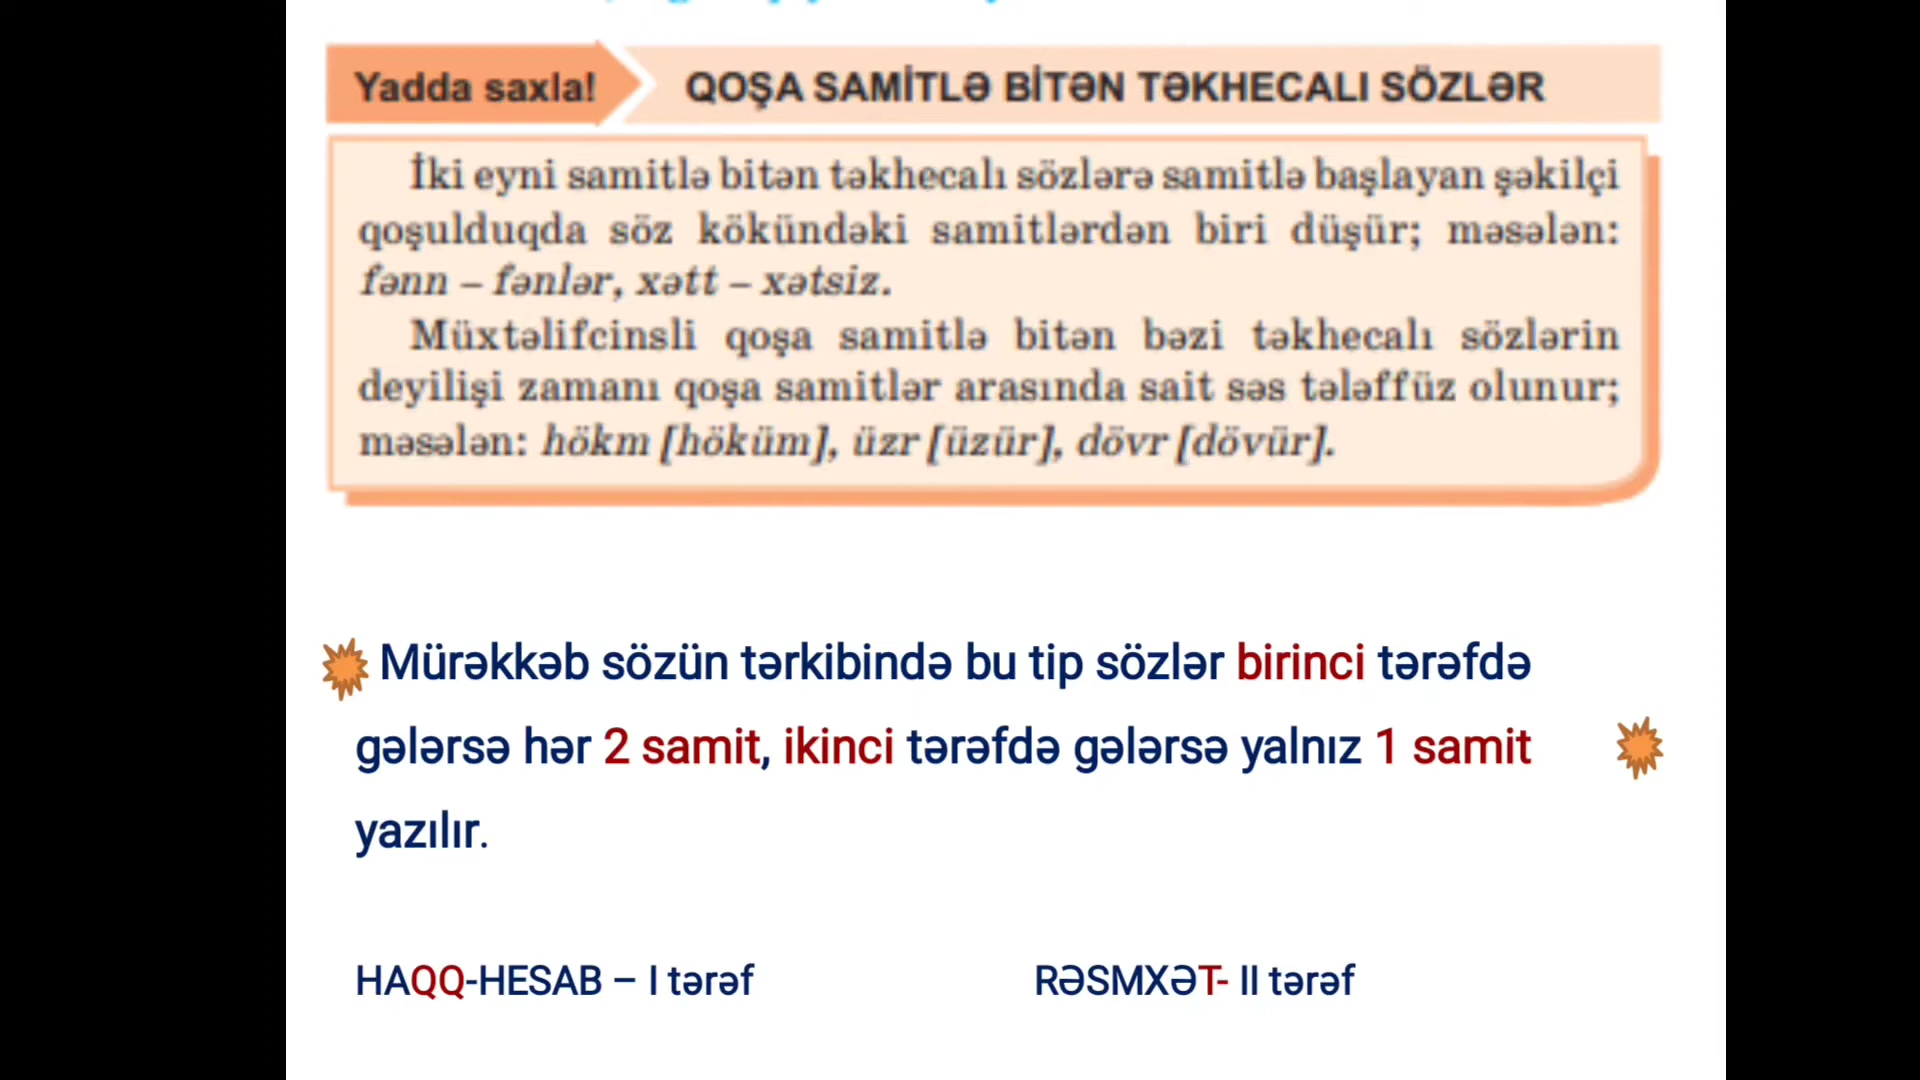 Yadda saxla!
QOŞA SAMİTLƏ BİTƏN TƏKHECALI SÖZLƏR
İki eyni samitlə bitən təkhecalı sözlərə samitlə başlayan şəkilçi
qoşulduqda söz kökündəki samitlərdən biri düşür; məsələn:
fənn – fənlər, xətt – xətsiz.
Müxtəlifcinsli qoşa samitlə bitən bəzi təkhecalı sözlərin
deyilişi zamanı qoşa samitlər arasında sait səs tələffüz olunur;
məsələn: hökm [höküm], üzr [üzür], dövr [dövür].
Mürəkkəb sözün tərkibində bu tip sözlər birinci tərəfdə
gələrsə hər 2 samit, ikinci tərəfdə gələrsə yalnız 1 samit
yazılır.
HAQQ-HESAB – I tərəf
RƏSMXƏT- II tərəf